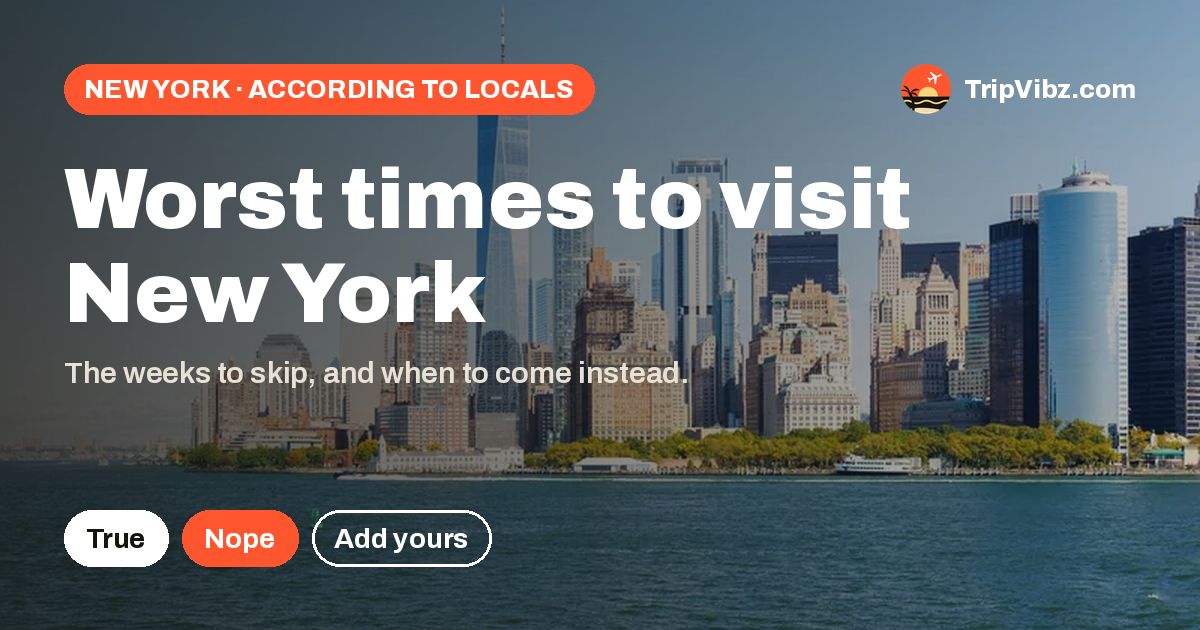 NEW YORK · ACCORDING TO LOCALS
TripVibz.com
Worst times to visit
New York
The weeks to skip, and when to come instead.
True
Nope
Add yours